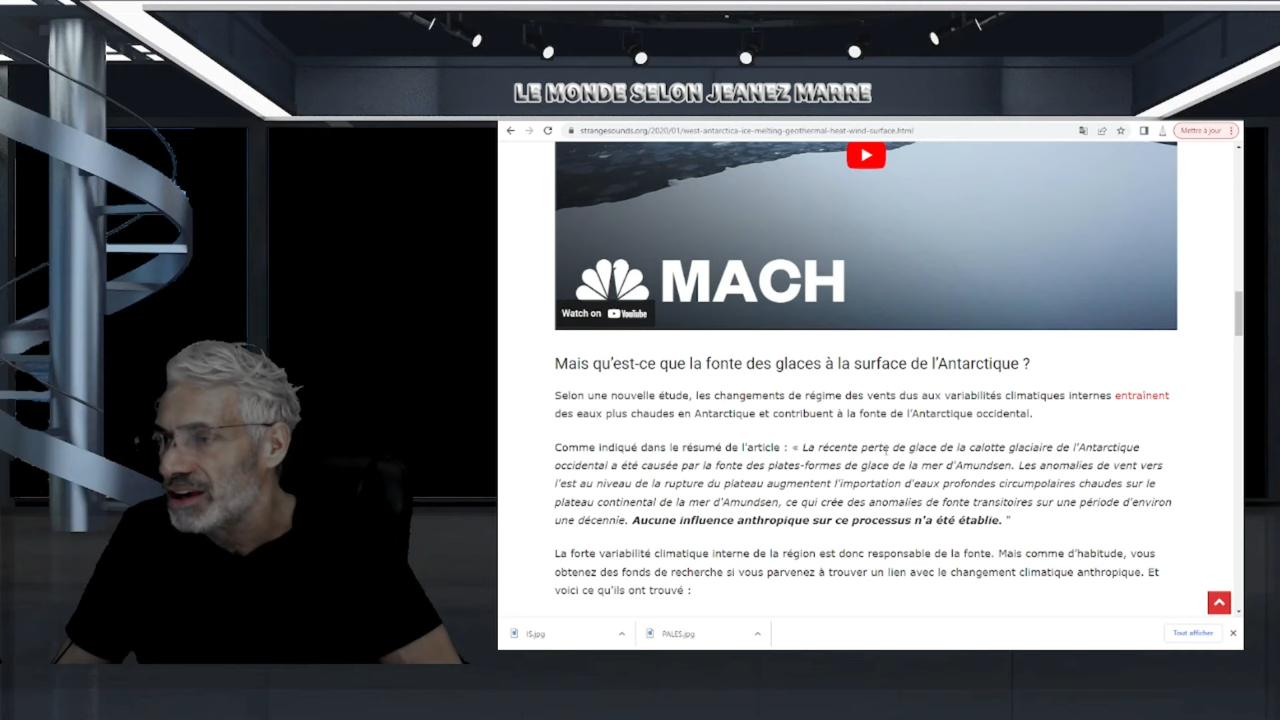 LE MONDE SELON JEANEZ MARRE
strangesounds.org/2020/01/west-antarctica-ice-melting-geothermal-heat-wind-surface.html
Mettre à jour
MACH
Watch on YouTube
Mais qu'est-ce que la fonte des glaces à la surface de l'Antarctique ?
Selon une nouvelle étude, les changements de régime des vents dus aux variabilités climatiques internes entraînent
des eaux plus chaudes en Antarctique et contribuent à la fonte de l'Antarctique occidental.
Comme indiqué dans le résumé de l'article : « La récente perte de glace de la calotte glaciaire de l'Antarctique
occidental a été causée par la fonte des plates-formes de glace de la mer d'Amundsen. Les anomalies de vent vers
l'est au niveau de la rupture du plateau augmentent l'importation d'eaux profondes circumpolaires chaudes sur le
plateau continental de la mer d'Amundsen, ce qui crée des anomalies de fonte transitoires sur une période d'environ
une décennie. Aucune influence anthropique sur ce processus n'a été établie. "
La forte variabilité climatique interne de la région est donc responsable de la fonte. Mais comme d'habitude, vous
obtenez des fonds de recherche si vous parvenez à trouver un lien avec le changement climatique anthropique. Et
voici ce qu'ils ont trouvé :
IS.jpg
PALES.jpg
Tout afficher